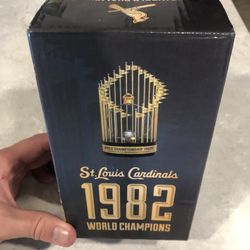 St. Louis Cardinals
1982
WORLD CHAMPIONS